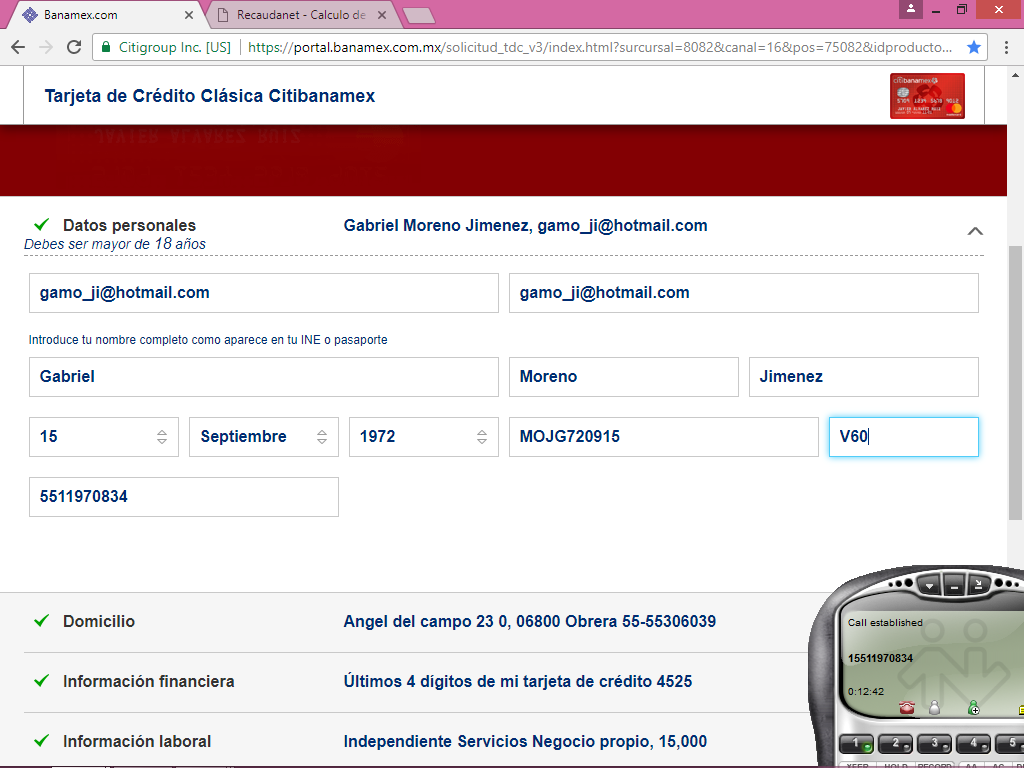 Banamex.com
Recaudanet - Calculo de
Citigroup Inc. [US] https://portal.banamex.com.mx/solicitud_tdc_v3/index.html?sucursal=8082&canal=16&pos=75082&idproducto...
Tarjeta de Crédito Clásica Citibanamex
citibanamex
JAVIER ALVAREZ RUIZ
Datos personales Gabriel Moreno Jimenez, gamo_ji@hotmail.com
Debes ser mayor de 18 años
gamo_ji@hotmail.com gamo_ji@hotmail.com
Introduce tu nombre completo como aparece en tu INE o pasaporte
Gabriel Moreno Jimenez
15 Septiembre 1972 MOJG720915 V60
5511970834
Domicilio Angel del campo 23 0, 06800 Obrera 55-55306039
Información financiera Últimos 4 dígitos de mi tarjeta de crédito 4525
Información laboral Independiente Servicios Negocio propio, 15,000
Call established
15511970834
0:12:42
1 2 3 4 5
XFER HOLD RECORD AA AC